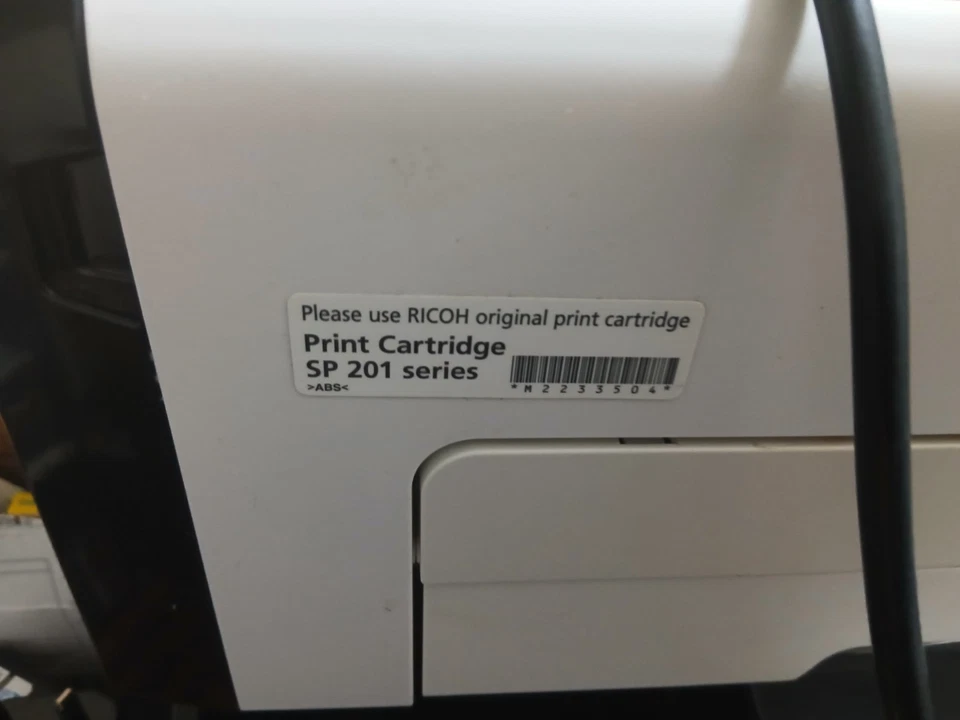 Please use RICOH original print cartridge
Print Cartridge
SP 201 series
>ABS<
*M2233504*